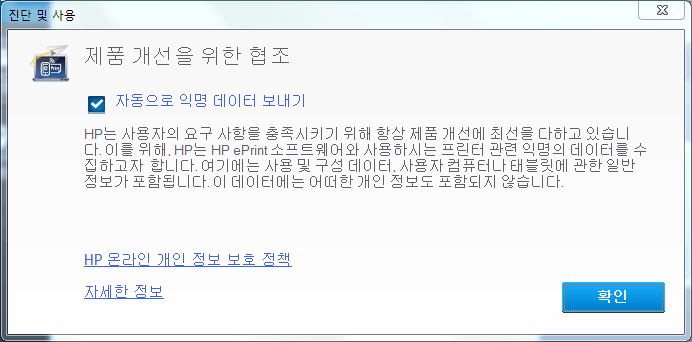 진단 및 사용
제품 개선을 위한 협조
자동으로 익명 데이터 보내기
HP는 사용자의 요구 사항을 충족시키기 위해 항상 제품 개선에 최선을 다하고 있습니
다. 이를 위해, HP는 HP ePrint 소프트웨어와 사용하시는 프린터 관련 익명의 데이터를 수
집하고자 합니다. 여기에는 사용 및 구성 데이터, 사용자 컴퓨터나 태블릿에 관한 일반
정보가 포함됩니다. 이 데이터에는 어떠한 개인 정보도 포함되지 않습니다.
HP 온라인 개인 정보 보호 정책
자세한 정보
확인